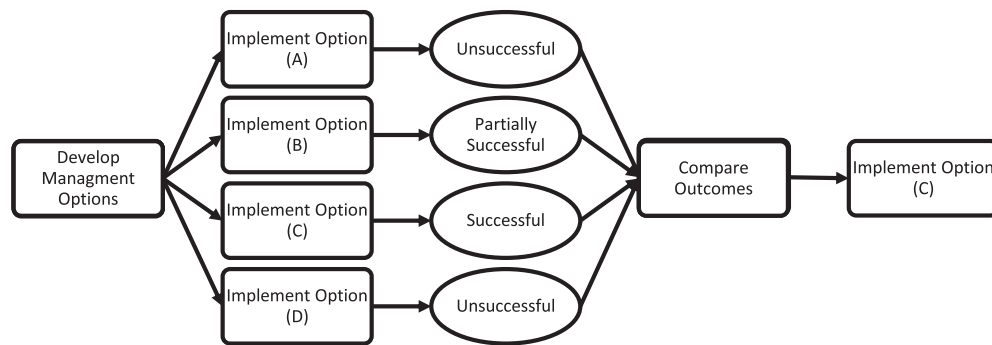 Develop
Managment
Options
Implement Option
(A)
Unsuccessful
Implement Option
(B)
Partially
Successful
Implement Option
(C)
Successful
Implement Option
(D)
Unsuccessful
Compare
Outcomes
Implement Option
(C)